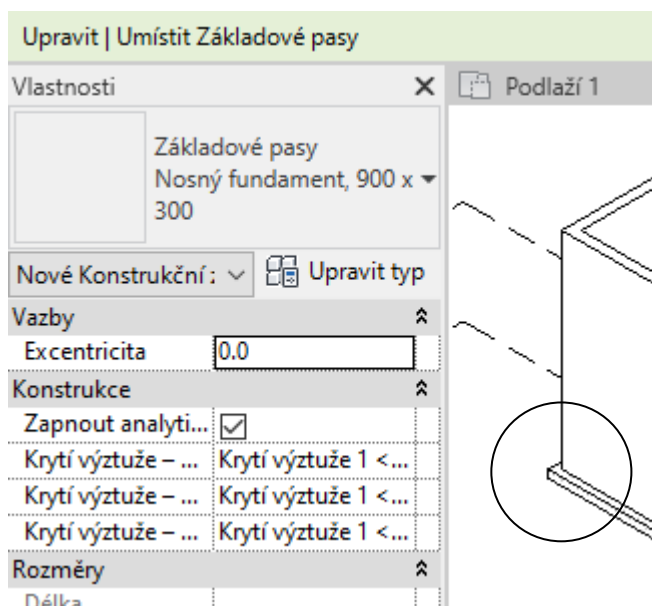 Upravit | Umístit Základové pasy
Vlastnosti
Podlaží 1
Základové pasy
Nosný fundament, 900 x
300
Nové Konstrukční
Upravit typ
Vazby
Excentricita 0.0
Konstrukce
Zapnout analyti...
Krytí výztuže – ... Krytí výztuže 1 <...
Krytí výztuže – ... Krytí výztuže 1 <...
Krytí výztuže – ... Krytí výztuže 1 <...
Rozměry
Délka